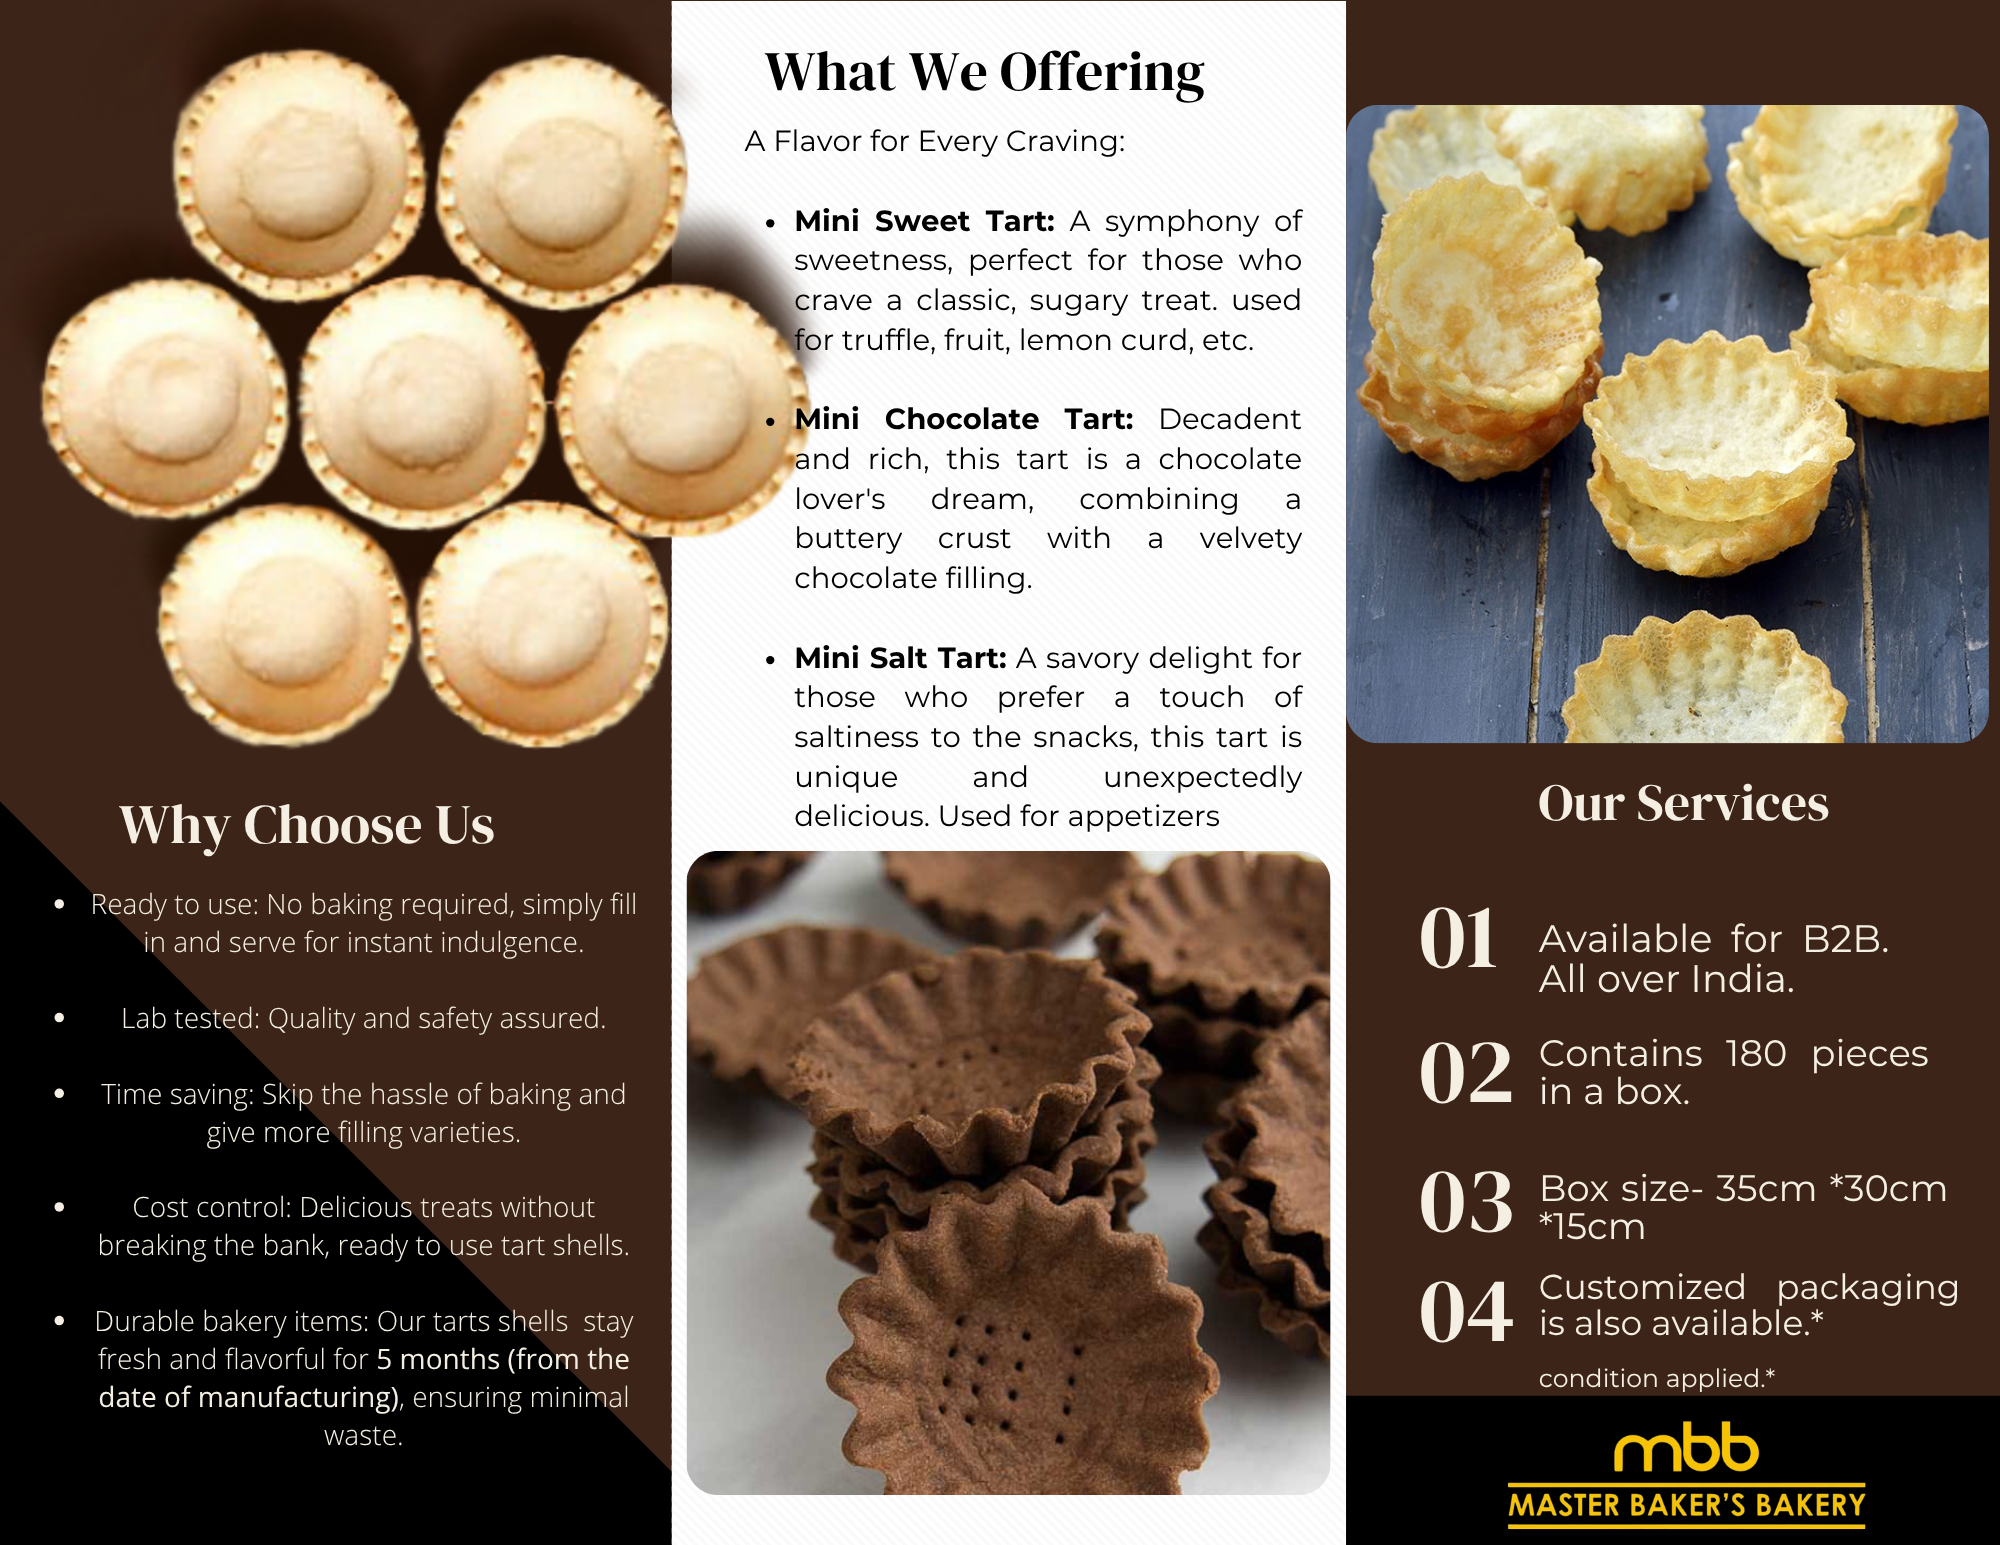 What We Offering
A Flavor for Every Craving:
• Mini Sweet Tart: A symphony of
sweetness, perfect for those who
crave a classic, sugary treat. used
for truffle, fruit, lemon curd, etc.
• Mini Chocolate Tart: Decadent
and rich, this tart is a chocolate
lover's dream, combining a
buttery crust with a velvety
chocolate filling.
• Mini Salt Tart: A savory delight for
those who prefer a touch of
saltiness to the snacks, this tart is
unique and unexpectedly
delicious. Used for appetizers
Why Choose Us
• Ready to use: No baking required, simply fill
in and serve for instant indulgence.
• Lab tested: Quality and safety assured.
• Time saving: Skip the hassle of baking and
give more filling varieties.
• Cost control: Delicious treats without
breaking the bank, ready to use tart shells.
• Durable bakery items: Our tarts shells stay
fresh and flavorful for 5 months (from the
date of manufacturing), ensuring minimal
waste.
Our Services
01 Available for B2B.
All over India.
02 Contains 180 pieces
in a box.
03 Box size- 35cm *30cm
*15cm
04 Customized packaging
is also available.*
condition applied.*
mbb
MASTER BAKER'S BAKERY